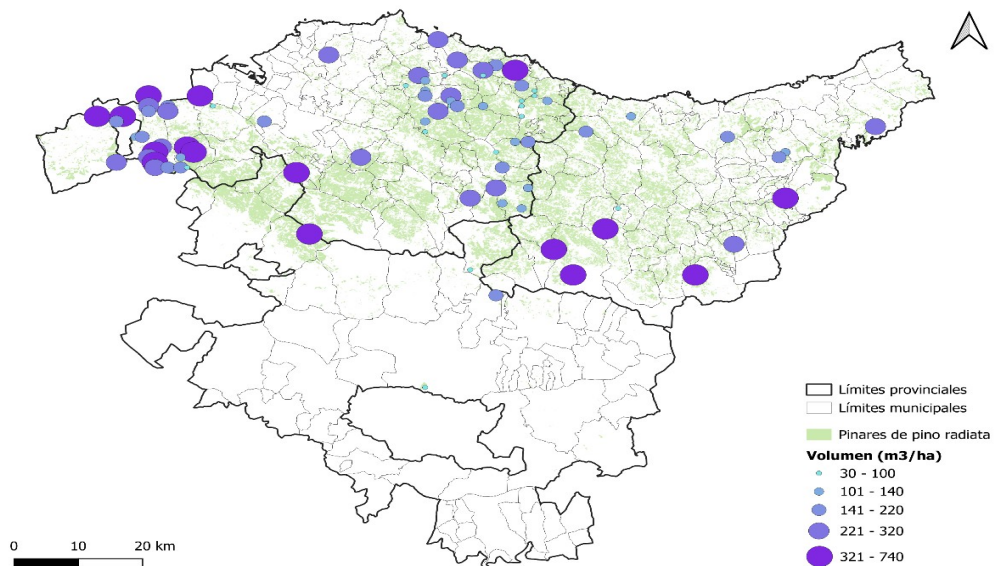 Límites provinciales
Límites municipales
Pinares de pino radiata
Volumen (m3/ha)
30 - 100
101 - 140
141 - 220
221 - 320
321 - 740
0 10 20 km